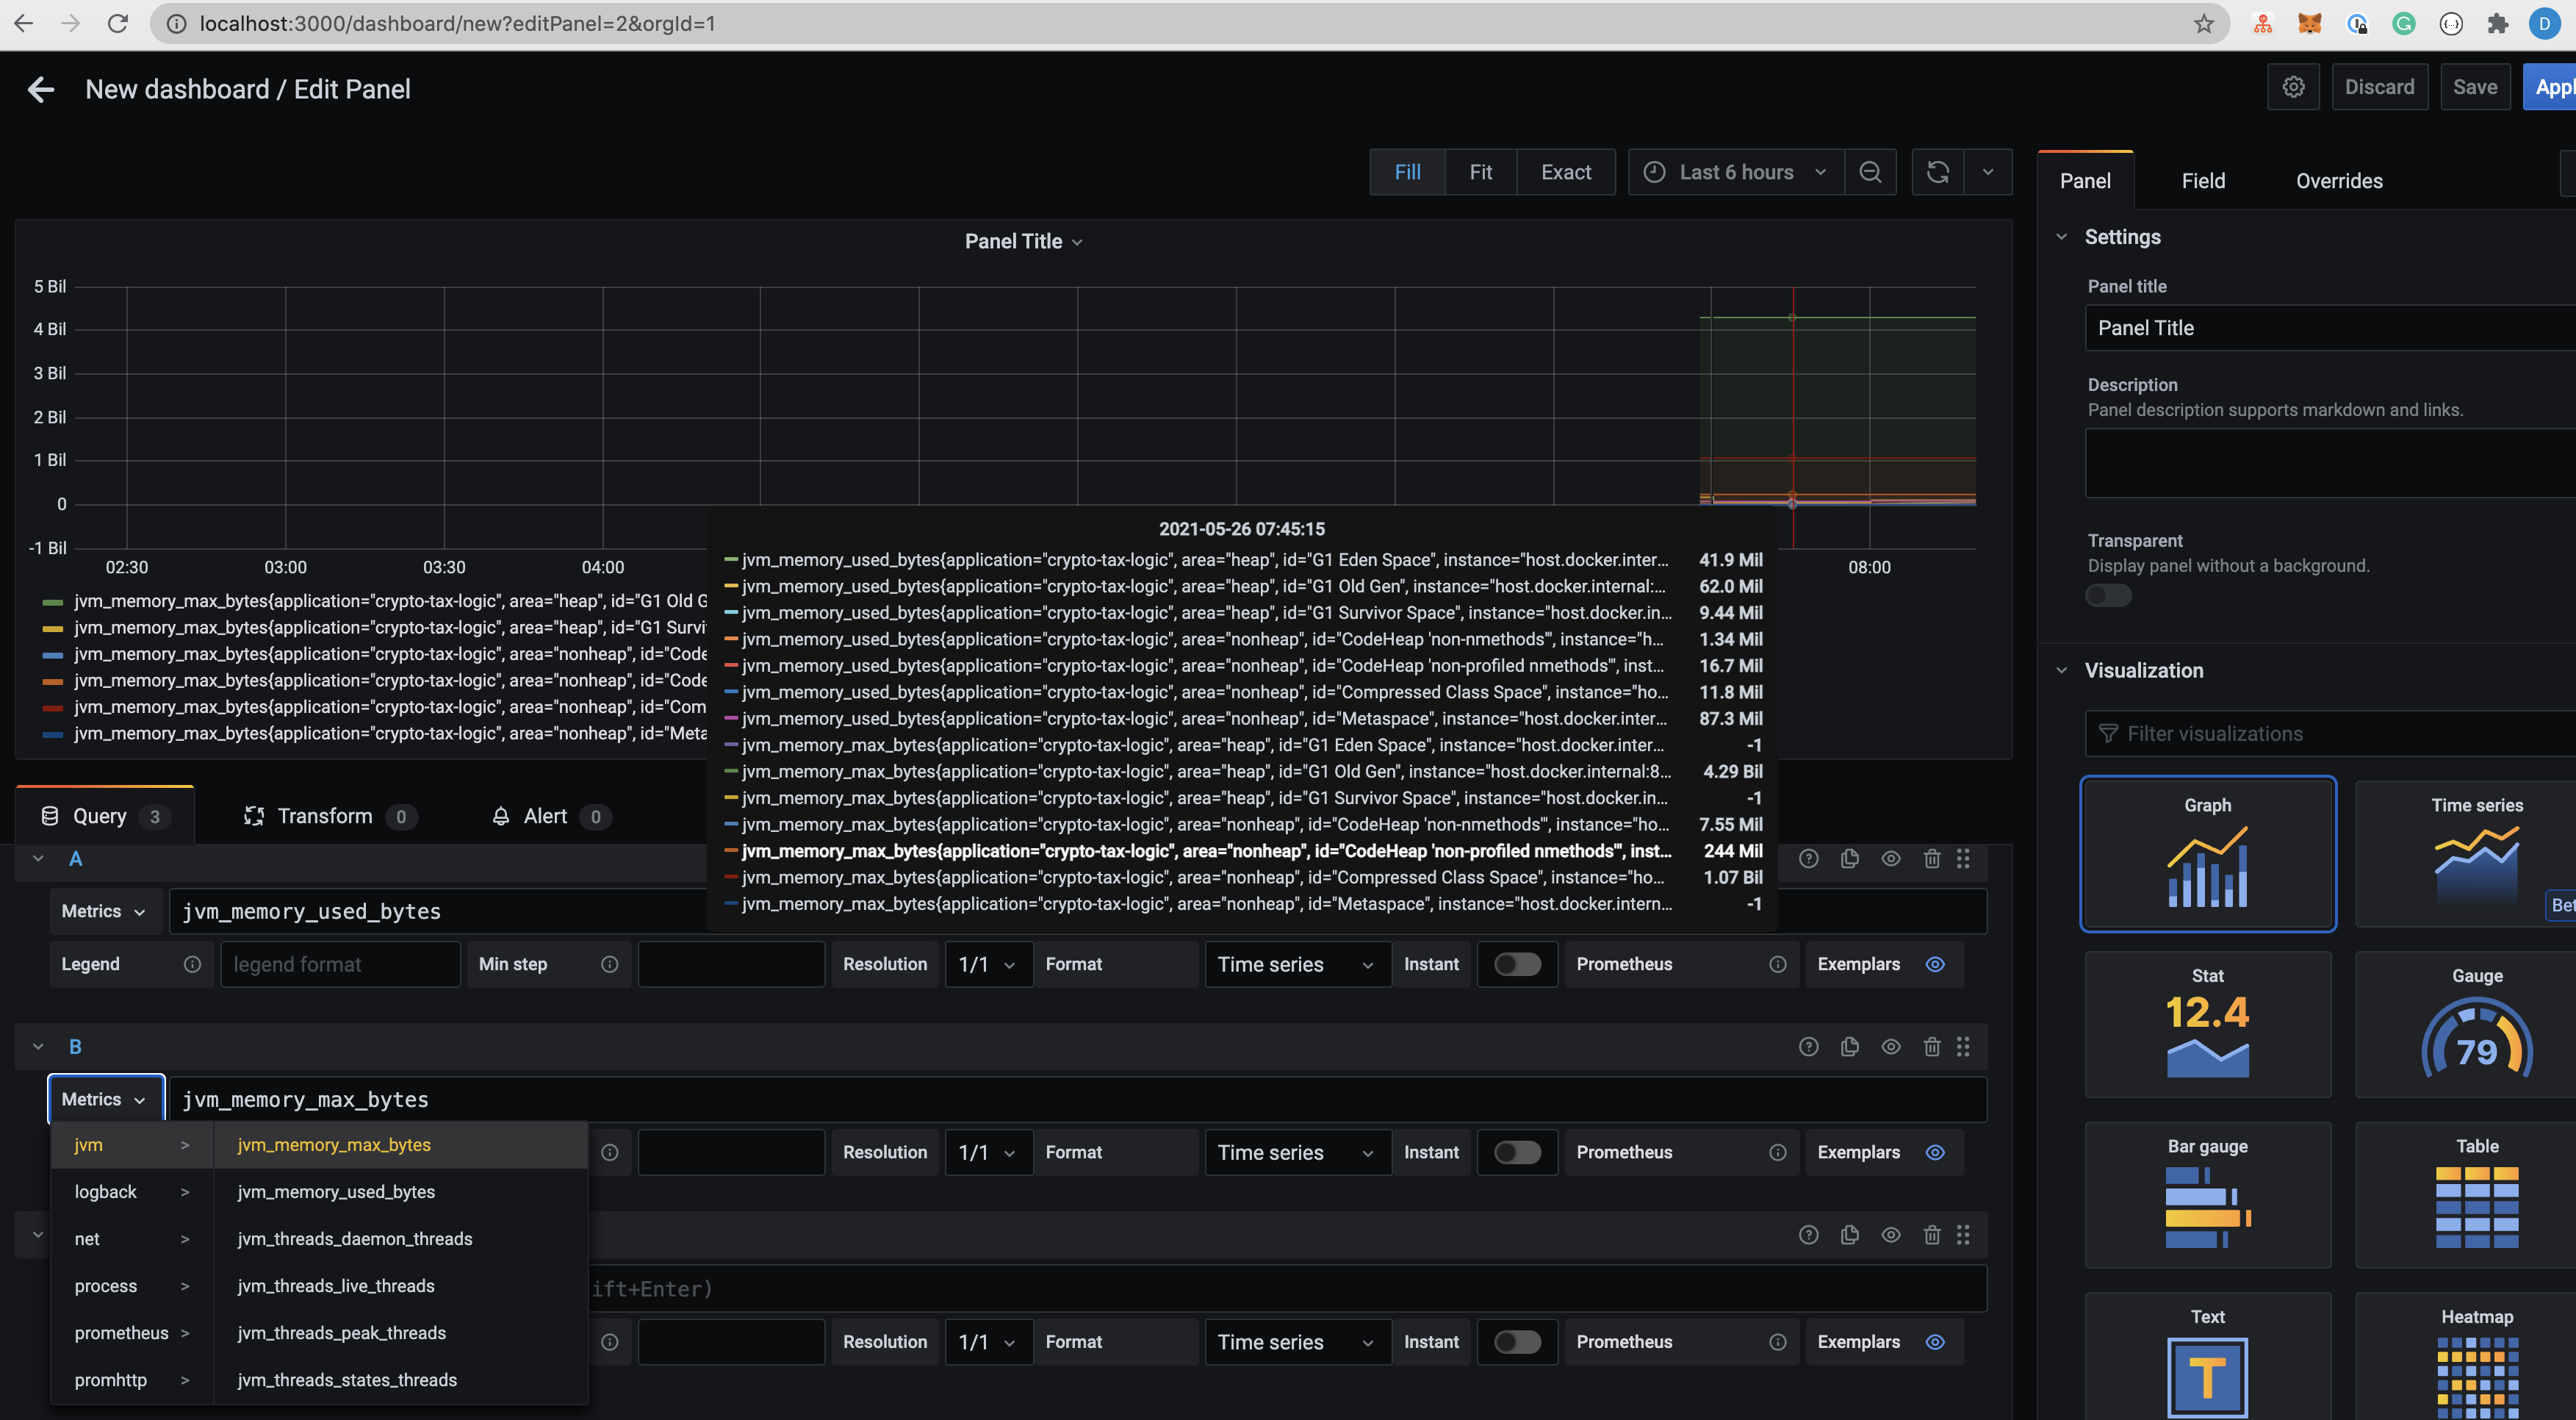 localhost:3000/dashboard/new?editPanel=2&orgId=1
D
New dashboard / Edit Panel
Discard
Save
Appl
Fill
Fit
Exact
Last 6 hours
Panel
Field
Overrides
Panel Title
5 Bil
4 Bil
3 Bil
2 Bil
1 Bil
0
-1 Bil
02:30
03:00
03:30
04:00
08:00
jvm_memory_max_bytes{application="crypto-tax-logic", area="heap", id="G1 Old G
jvm_memory_max_bytes{application="crypto-tax-logic", area="heap", id="G1 Survi
jvm_memory_max_bytes{application="crypto-tax-logic", area="nonheap", id="Code
jvm_memory_max_bytes{application="crypto-tax-logic", area="nonheap", id="Code
jvm_memory_max_bytes{application="crypto-tax-logic", area="nonheap", id="Com
jvm_memory_max_bytes{application="crypto-tax-logic", area="nonheap", id="Meta
2021-05-26 07:45:15
jvm_memory_used_bytes{application="crypto-tax-logic", area="heap", id="G1 Eden Space", instance="host.docker.inter... 41.9 Mil
jvm_memory_used_bytes{application="crypto-tax-logic", area="heap", id="G1 Old Gen", instance="host.docker.internal:... 62.0 Mil
jvm_memory_used_bytes{application="crypto-tax-logic", area="heap", id="G1 Survivor Space", instance="host.docker.in... 9.44 Mil
jvm_memory_used_bytes{application="crypto-tax-logic", area="nonheap", id="CodeHeap 'non-nmethods'", instance="h... 1.34 Mil
jvm_memory_used_bytes{application="crypto-tax-logic", area="nonheap", id="CodeHeap 'non-profiled nmethods'", inst... 16.7 Mil
jvm_memory_used_bytes{application="crypto-tax-logic", area="nonheap", id="Compressed Class Space", instance="ho... 11.8 Mil
jvm_memory_used_bytes{application="crypto-tax-logic", area="nonheap", id="Metaspace", instance="host.docker.inter... 87.3 Mil
jvm_memory_max_bytes{application="crypto-tax-logic", area="heap", id="G1 Eden Space", instance="host.docker.inter... -1
jvm_memory_max_bytes{application="crypto-tax-logic", area="heap", id="G1 Old Gen", instance="host.docker.internal:8... 4.29 Bil
jvm_memory_max_bytes{application="crypto-tax-logic", area="heap", id="G1 Survivor Space", instance="host.docker.in... -1
jvm_memory_max_bytes{application="crypto-tax-logic", area="nonheap", id="CodeHeap 'non-nmethods'", instance="ho... 7.55 Mil
jvm_memory_max_bytes{application="crypto-tax-logic", area="nonheap", id="CodeHeap 'non-profiled nmethods'", inst... 244 Mil
jvm_memory_max_bytes{application="crypto-tax-logic", area="nonheap", id="Compressed Class Space", instance="ho... 1.07 Bil
jvm_memory_max_bytes{application="crypto-tax-logic", area="nonheap", id="Metaspace", instance="host.docker.intern... -1
Query 3
Transform 0
Alert 0
A
Metrics
jvm_memory_used_bytes
Legend
legend format
Min step
Resolution
1/1
Format
Time series
Instant
Prometheus
Exemplars
B
Metrics
jvm_memory_max_bytes
Resolution
1/1
Format
Time series
Instant
Prometheus
Exemplars
jvm >
logback >
net >
process >
prometheus >
promhttp >
jvm_memory_max_bytes
jvm_memory_used_bytes
jvm_threads_daemon_threads
jvm_threads_live_threads
jvm_threads_peak_threads
jvm_threads_states_threads
ift+Enter)
Resolution
1/1
Format
Time series
Instant
Prometheus
Exemplars
Settings
Panel title
Panel Title
Description
Panel description supports markdown and links.
Transparent
Display panel without a background.
Visualization
Filter visualizations
Graph
Time series
Bet
Stat
12.4
Gauge
79
Bar gauge
Table
Text
T
Heatmap